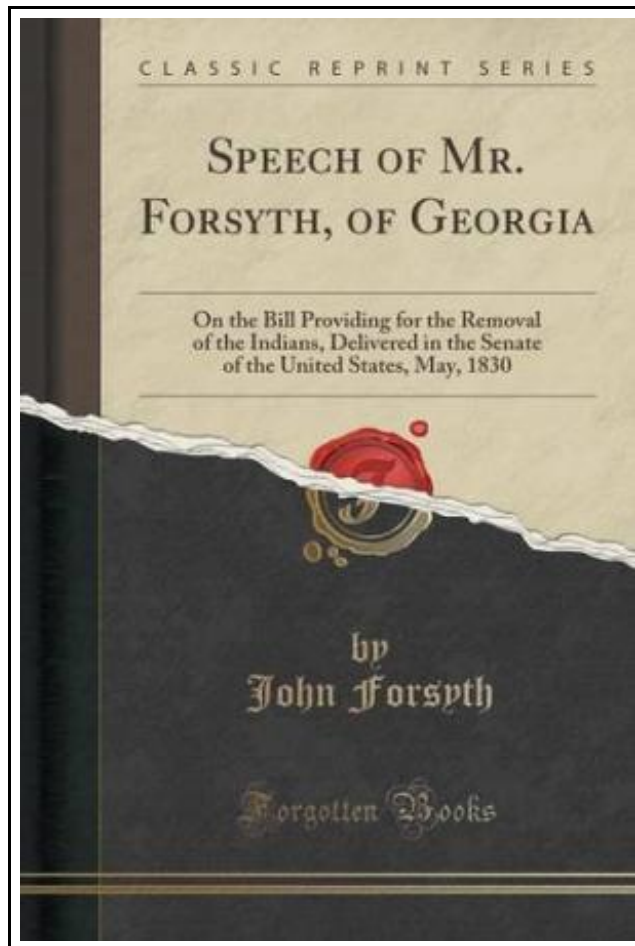 CLASSIC REPRINT SERIES
SPEECH OF MR.
FORSYTH, OF GEORGIA
On the Bill Providing for the Removal
of the Indians, Delivered in the Senate
of the United States, May, 1830
by
John Forsyth
Forgotten Books